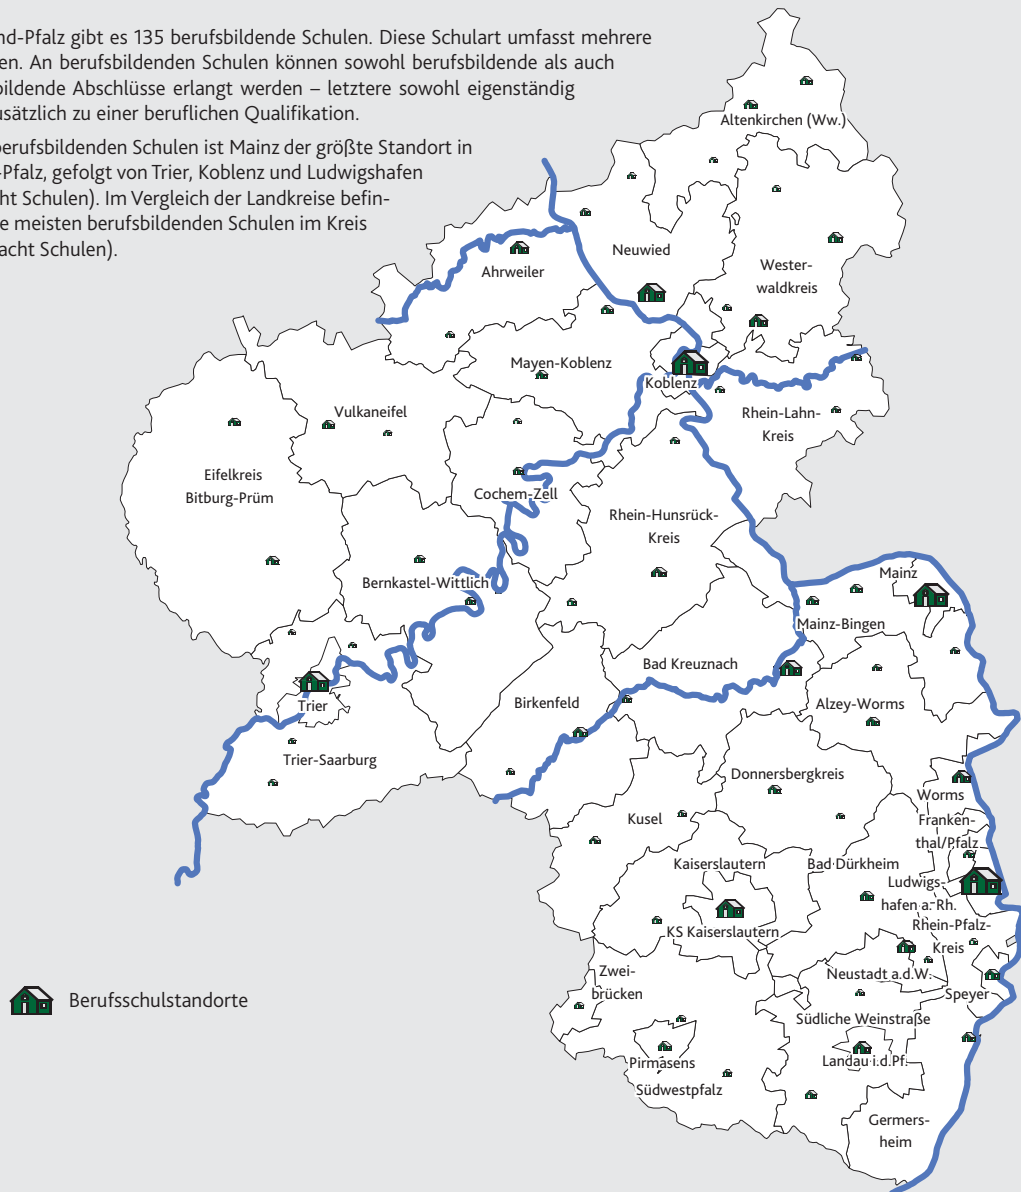 nd-Pfalz gibt es 135 berufsbildende Schulen. Diese Schulart umfasst mehrere
en. An berufsbildenden Schulen können sowohl berufsbildende als auch
bildende Abschlüsse erlangt werden – letztere sowohl eigenständig
usätzlich zu einer beruflichen Qualifikation.
berufsbildenden Schulen ist Mainz der größte Standort in
-Pfalz, gefolgt von Trier, Koblenz und Ludwigshafen
ht Schulen). Im Vergleich der Landkreise befin-
e meisten berufsbildenden Schulen im Kreis
acht Schulen).
Altenkirchen (Ww.)
Neuwied
Ahrweiler
Wester-
waldkreis
Mayen-Koblenz
Koblenz
Vulkaneifel
Rhein-Lahn-
Kreis
Eifelkreis
Bitburg-Prüm
Cochem-Zell
Rhein-Hunsrück-
Kreis
Bernkastel-Wittlich
Mainz
Mainz-Bingen
Bad Kreuznach
Trier
Birkenfeld
Alzey-Worms
Trier-Saarburg
Donnersbergkreis
Worms
Kusel
Franken-
thal/Pfalz
Kaiserslautern
Bad Dürkheim
Ludwigs-
hafen a. Rh.
KS Kaiserslautern
Rhein-Pfalz-
Kreis
Neustadt a.d.W.
Zwei-
brücken
Speyer
Berufsschulstandorte
Südliche Weinstraße
Pirmasens
Landau i.d.Pf.
Südwestpfalz
Germers-
heim